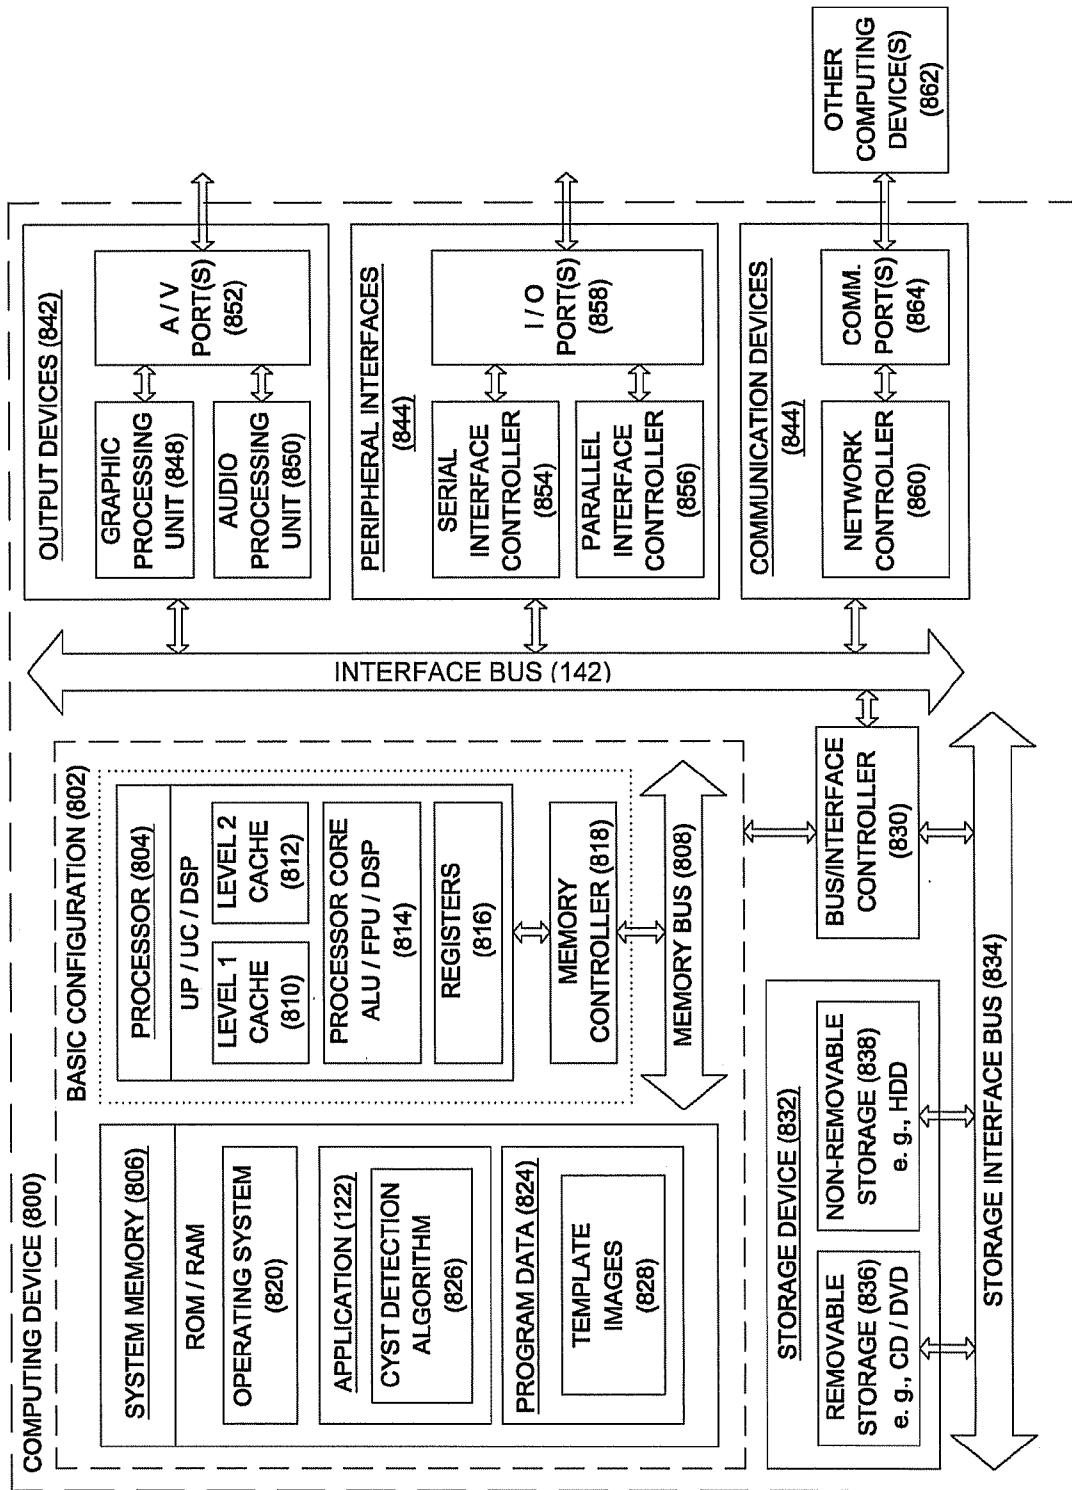 COMPUTING DEVICE (800)
BASIC CONFIGURATION (802)
SYSTEM MEMORY (806)
ROM / RAM
OPERATING SYSTEM
(820)
APPLICATION (122)
CYST DETECTION
ALGORITHM
(826)
PROGRAM DATA (824)
TEMPLATE
IMAGES
(828)
PROCESSOR (804)
UP / UC / DSP
LEVEL 1
CACHE
(810)
LEVEL 2
CACHE
(812)
PROCESSOR CORE
ALU / FPU / DSP
(814)
REGISTERS
(816)
MEMORY
CONTROLLER (818)
MEMORY BUS (808)
STORAGE DEVICE (832)
REMOVABLE
STORAGE (836)
e. g., CD / DVD
NON-REMOVABLE
STORAGE (838)
e. g., HDD
BUS/INTERFACE
CONTROLLER
(830)
STORAGE INTERFACE BUS (834)
INTERFACE BUS (142)
OUTPUT DEVICES (842)
GRAPHIC
PROCESSING
UNIT (848)
AUDIO
PROCESSING
UNIT (850)
A / V
PORT(S)
(852)
PERIPHERAL INTERFACES
(844)
SERIAL
INTERFACE
CONTROLLER
(854)
PARALLEL
INTERFACE
CONTROLLER
(856)
I / O
PORT(S)
(858)
COMMUNICATION DEVICES
(844)
NETWORK
CONTROLLER
(860)
COMM.
PORT(S)
(864)
OTHER
COMPUTING
DEVICE(S)
(862)